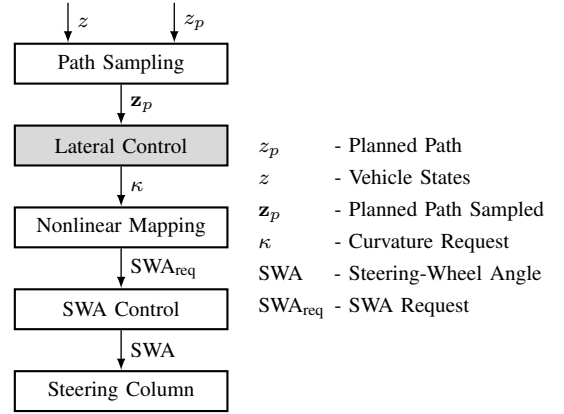 z z_p
Path Sampling
𝐳_p
Lateral Control
κ
Nonlinear Mapping
SWA_req
SWA Control
SWA
Steering Column
z_p - Planned Path
z - Vehicle States
𝐳_p - Planned Path Sampled
κ - Curvature Request
SWA - Steering-Wheel Angle
SWA_req - SWA Request